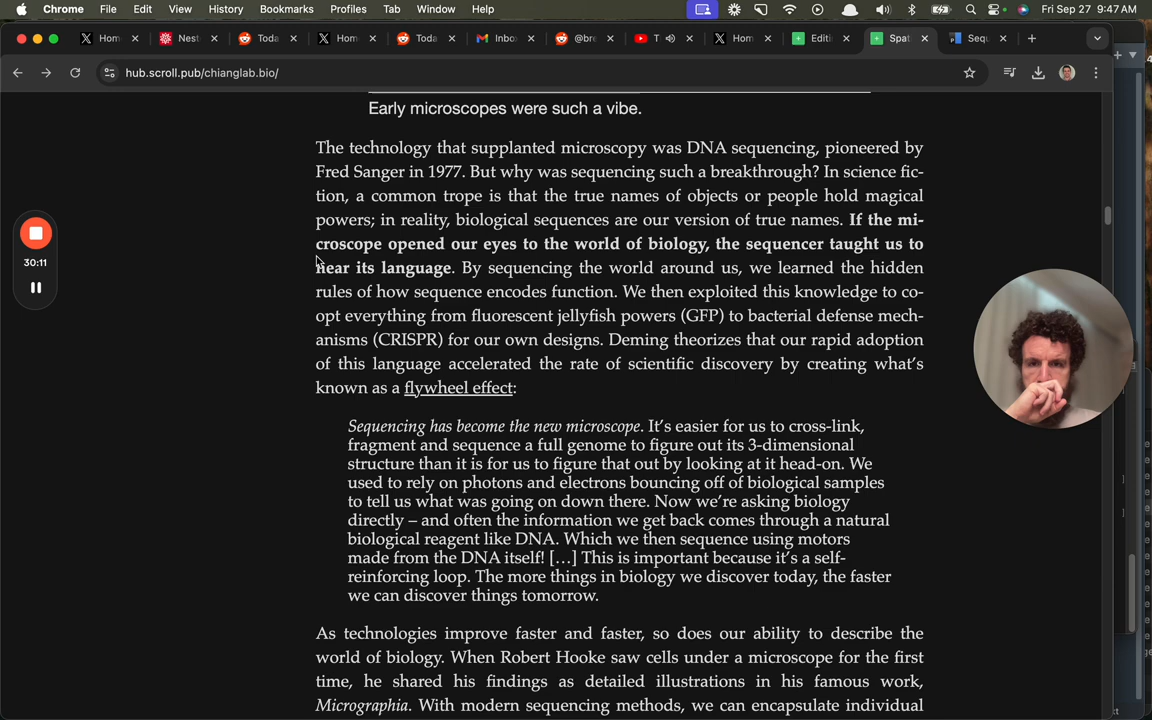 Chrome File Edit View History Bookmarks Profiles Tab Window Help Fri Sep 27 9:47 AM
Hom Nest Toda Hom Toda Inbo @bre T Hom Editi Spat Sequ
hub.scroll.pub/chianglab.bio/
Early microscopes were such a vibe.
The technology that supplanted microscopy was DNA sequencing, pioneered by
Fred Sanger in 1977. But why was sequencing such a breakthrough? In science fic-
tion, a common trope is that the true names of objects or people hold magical
powers; in reality, biological sequences are our version of true names. If the mi-
croscope opened our eyes to the world of biology, the sequencer taught us to
hear its language. By sequencing the world around us, we learned the hidden
rules of how sequence encodes function. We then exploited this knowledge to co-
opt everything from fluorescent jellyfish powers (GFP) to bacterial defense mech-
anisms (CRISPR) for our own designs. Deming theorizes that our rapid adoption
of this language accelerated the rate of scientific discovery by creating what's
known as a flywheel effect:
Sequencing has become the new microscope. It's easier for us to cross-link,
fragment and sequence a full genome to figure out its 3-dimensional
structure than it is for us to figure that out by looking at it head-on. We
used to rely on photons and electrons bouncing off of biological samples
to tell us what was going on down there. Now we're asking biology
directly – and often the information we get back comes through a natural
biological reagent like DNA. Which we then sequence using motors
made from the DNA itself! […] This is important because it's a self-
reinforcing loop. The more things in biology we discover today, the faster
we can discover things tomorrow.
As technologies improve faster and faster, so does our ability to describe the
world of biology. When Robert Hooke saw cells under a microscope for the first
time, he shared his findings as detailed illustrations in his famous work,
Micrographia. With modern sequencing methods, we can encapsulate individual
30:11